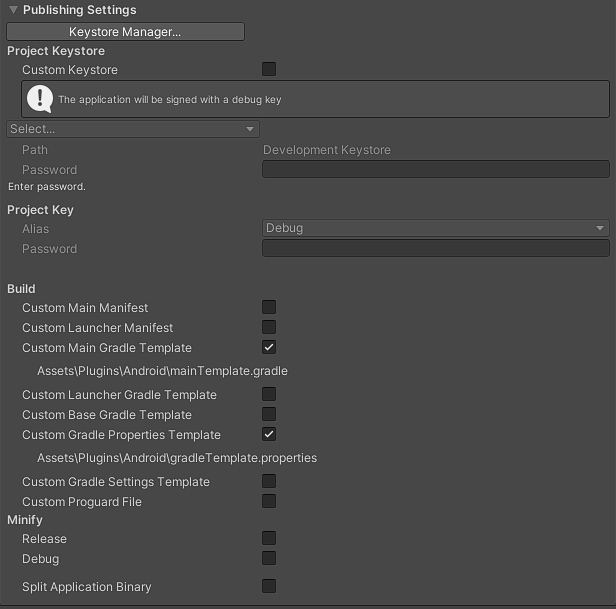 Publishing Settings
Keystore Manager...
Project Keystore
Custom Keystore
The application will be signed with a debug key
Select...
Path Development Keystore
Password
Enter password.
Project Key
Alias Debug
Password
Build
Custom Main Manifest
Custom Launcher Manifest
Custom Main Gradle Template
Assets\Plugins\Android\mainTemplate.gradle
Custom Launcher Gradle Template
Custom Base Gradle Template
Custom Gradle Properties Template
Assets\Plugins\Android\gradleTemplate.properties
Custom Gradle Settings Template
Custom Proguard File
Minify
Release
Debug
Split Application Binary